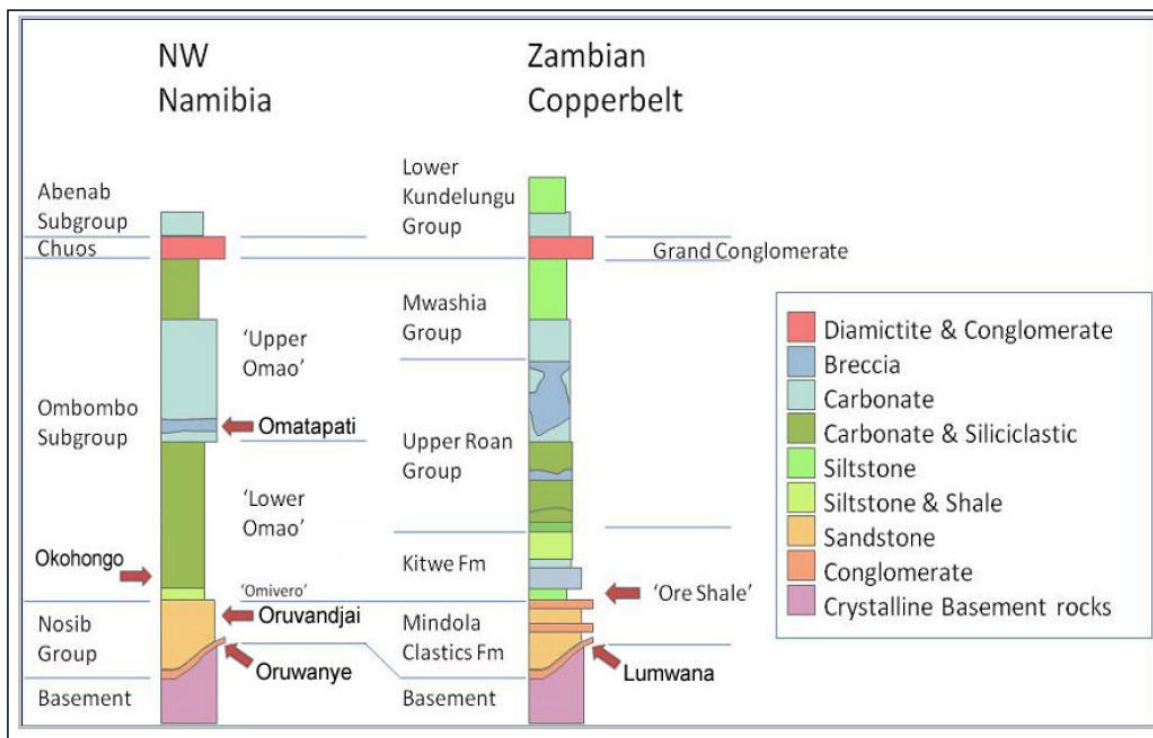 NW
Namibia
Abenab
Subgroup
Chuos
Ombombo
Subgroup
'Upper
Omao'
Omatapati
'Lower
Omao'
Okohongo
'Omivero'
Oruvandjai
Nosib
Group
Oruwanye
Basement
Zambian
Copperbelt
Lower
Kundelungu
Group
Grand Conglomerate
Mwashia
Group
Upper Roan
Group
Kitwe Fm
'Ore Shale'
Mindola
Clastics Fm
Lumwana
Basement
Diamictite & Conglomerate
Breccia
Carbonate
Carbonate & Siliciclastic
Siltstone
Siltstone & Shale
Sandstone
Conglomerate
Crystalline Basement rocks